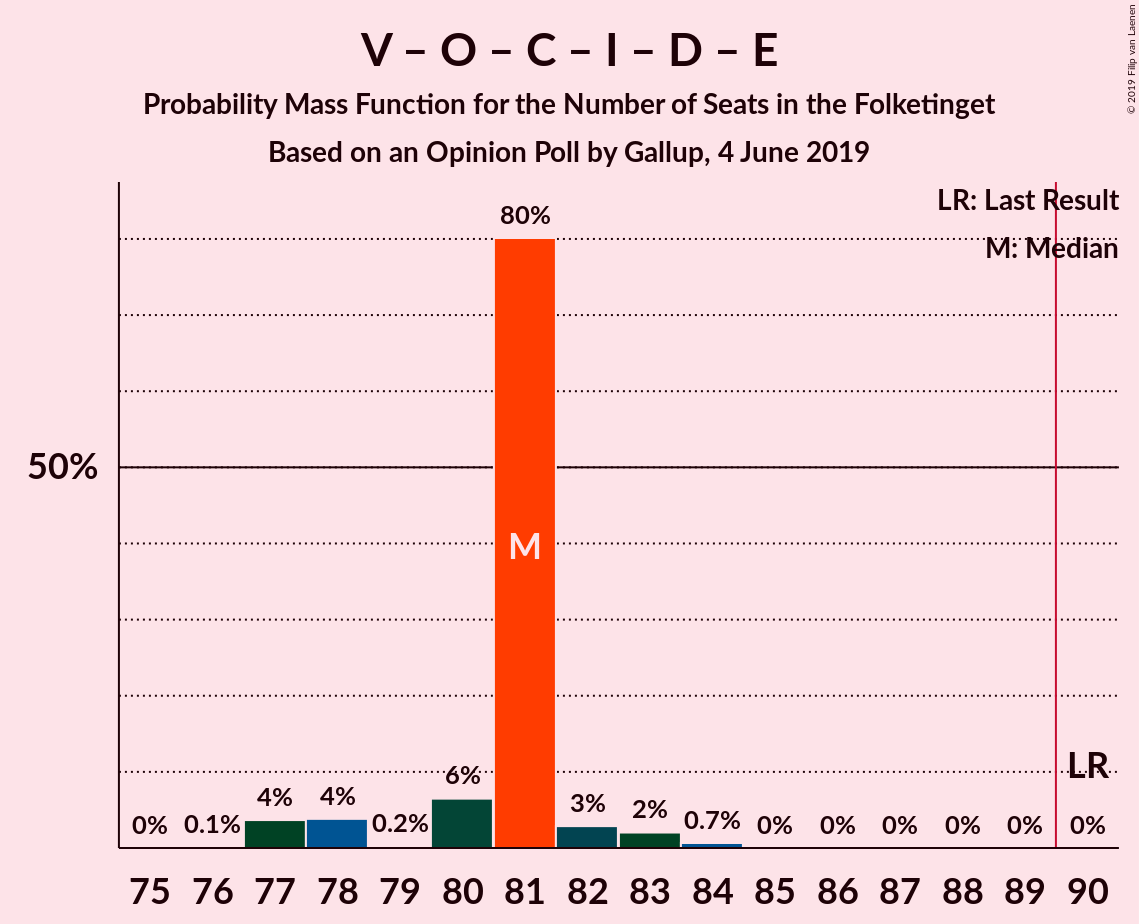 V – O – C – I – D – E
Probability Mass Function for the Number of Seats in the Folketinget
Based on an Opinion Poll by Gallup, 4 June 2019
© 2019 Filip van Laenen
LR: Last Result
M: Median
80%
50%
M
LR
6%
4%
4%
3%
2%
0%
0.1%
0.2%
0.7%
0%
0%
0%
0%
0%
0%
75 76 77 78 79 80 81 82 83 84 85 86 87 88 89 90